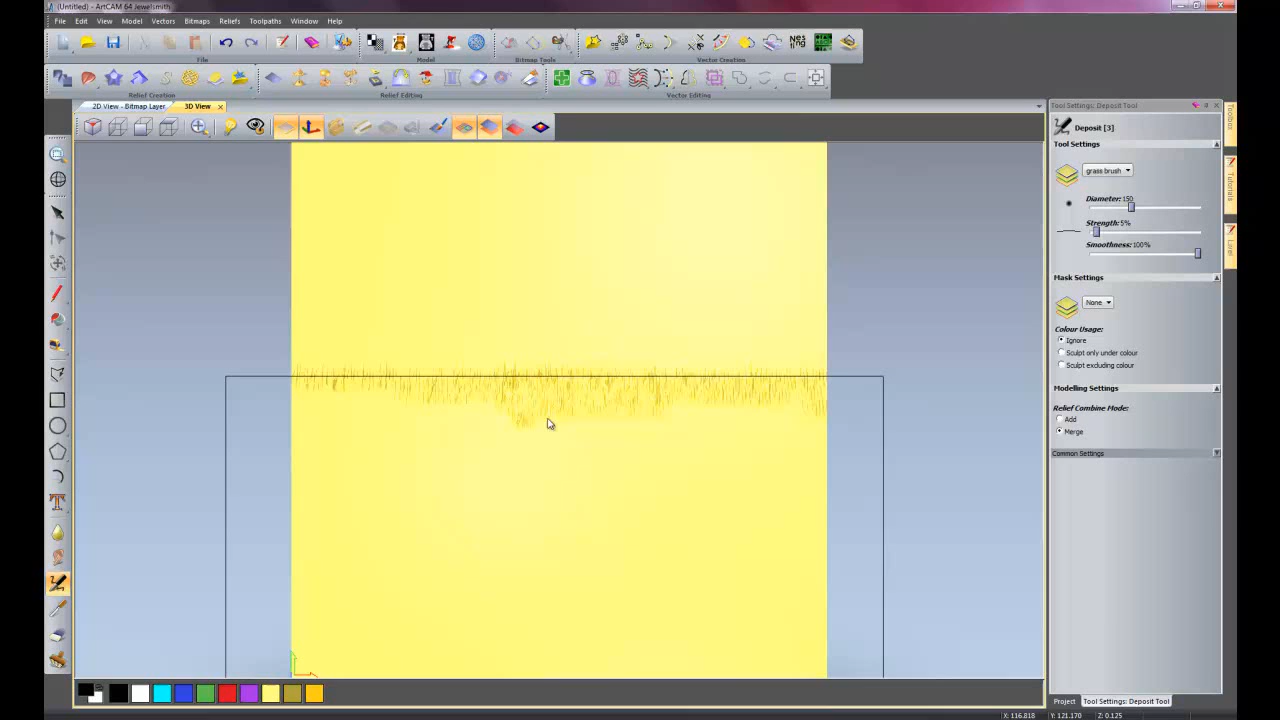 (Untitled) - ArtCAM 64 Jewelsmith
File Edit View Model Vectors Bitmaps Reliefs Toolpaths Window Help
File Model Bitmap Tools Vector Creation
Nes
ting
Relief Creation Relief Editing Vector Editing
2D View - Bitmap Layer 3D View x
Tool Settings: Deposit Tool
Deposit [3]
Tool Settings
grass brush
Diameter: 150
Strength: 5%
Smoothness: 100%
Mask Settings
None
Colour Usage:
Ignore
Sculpt only under colour
Sculpt excluding colour
Modelling Settings
Relief Combine Mode:
Add
Merge
Common Settings
Toolbox
Tutorials
T
Project Tool Settings: Deposit Tool
X: 116.818 Y: 121.170 Z: 0.125